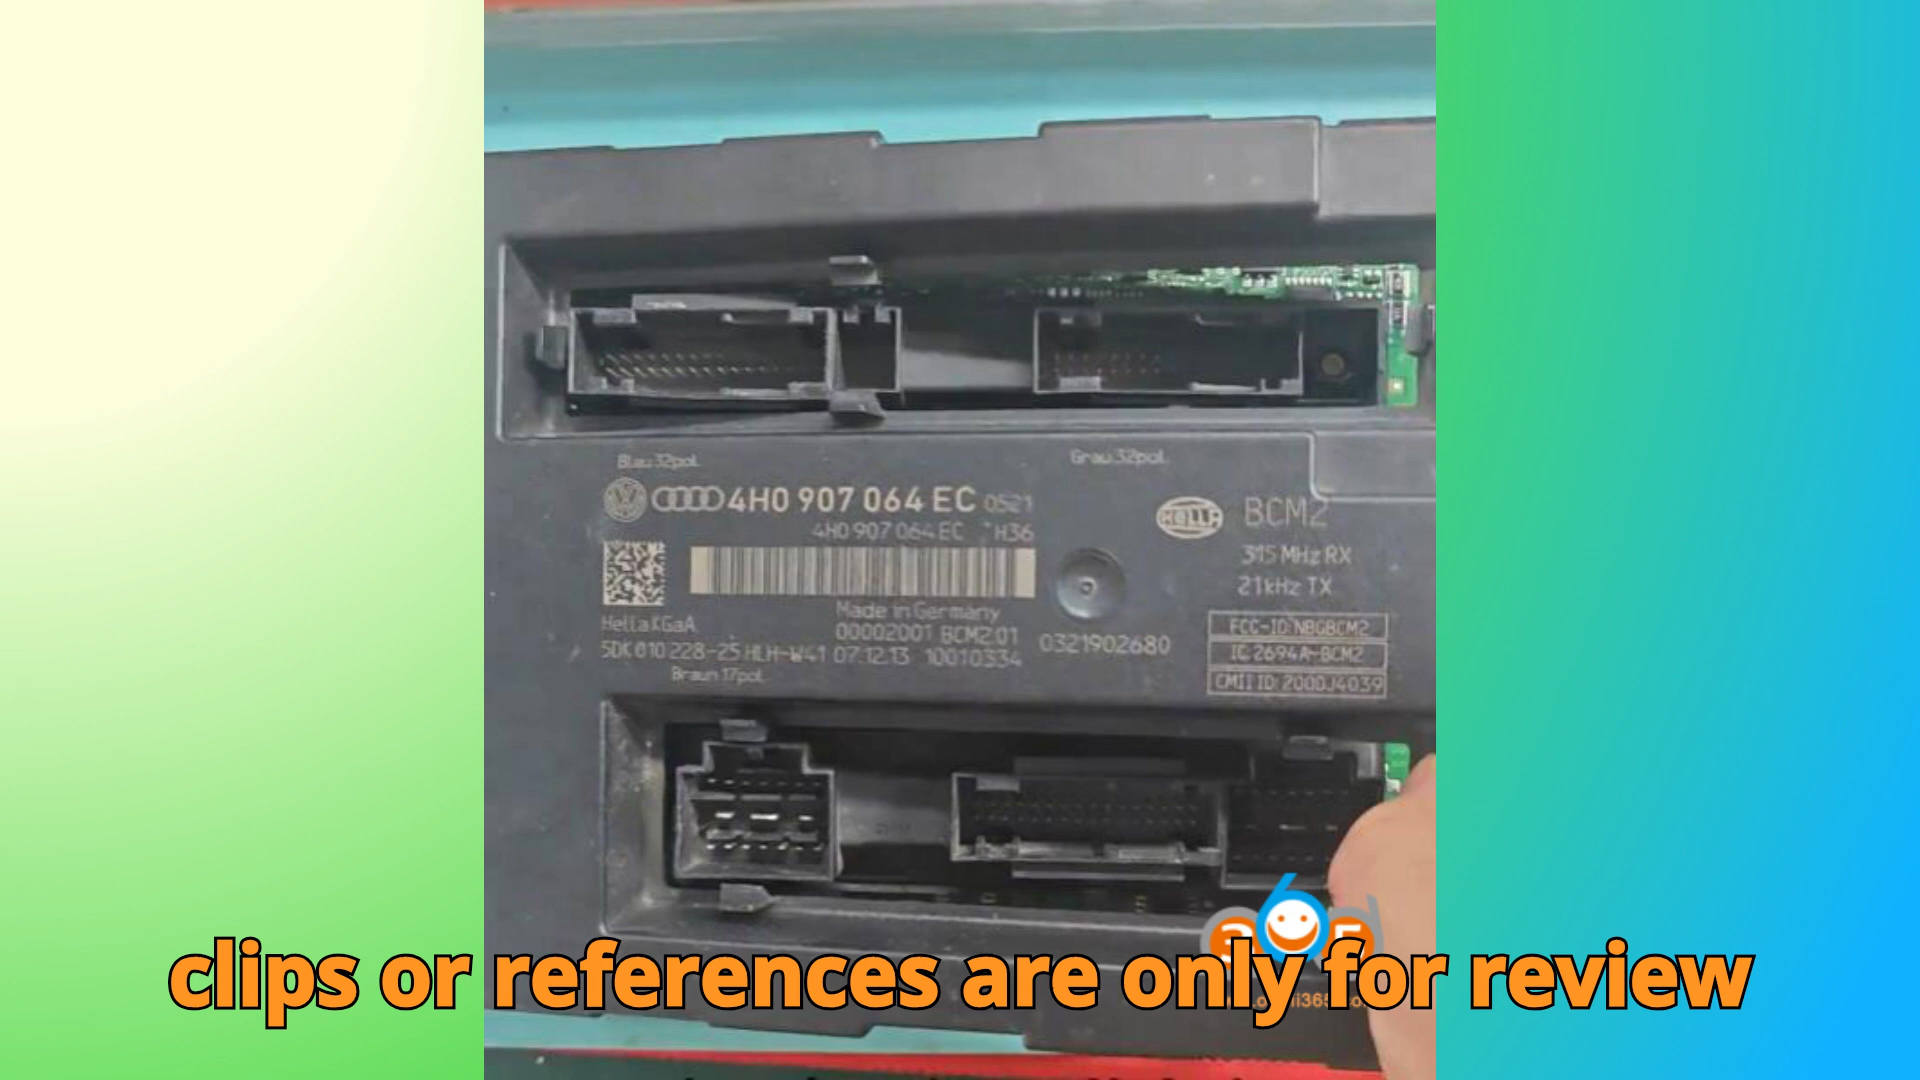 Blau 32pol.
Grau 32pol.
4H0 907 064 EC 0521
4H0 907 064 EC H36
HELLA
BCM2
315 MHz RX
21kHz TX
Made in Germany
Hella KGaA
00002001 BCM2 01
0321902680
5DK 010 228-25 HLH-W41 07.12.13 10010334
FCC-ID: NBGBCM2
IC: 2694A-BCM2
CMII ID: 2000J4039
Braun 17pol.
clips or references are only for review